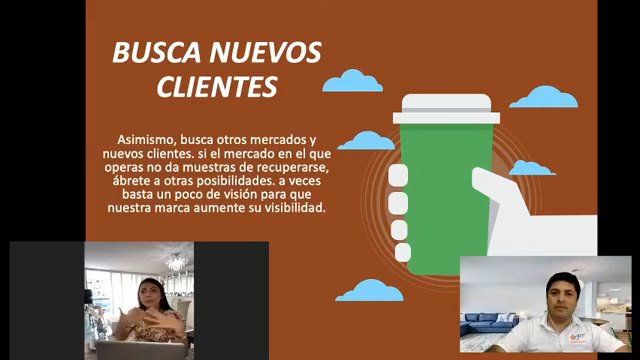 BUSCA NUEVOS
CLIENTES
Asimismo, busca otros mercados y
nuevos clientes. si el mercado en el que
operas no da muestras de recuperarse,
ábrete a otras posibilidades. a veces
basta un poco de visión para que
nuestra marca aumente su visibilidad.